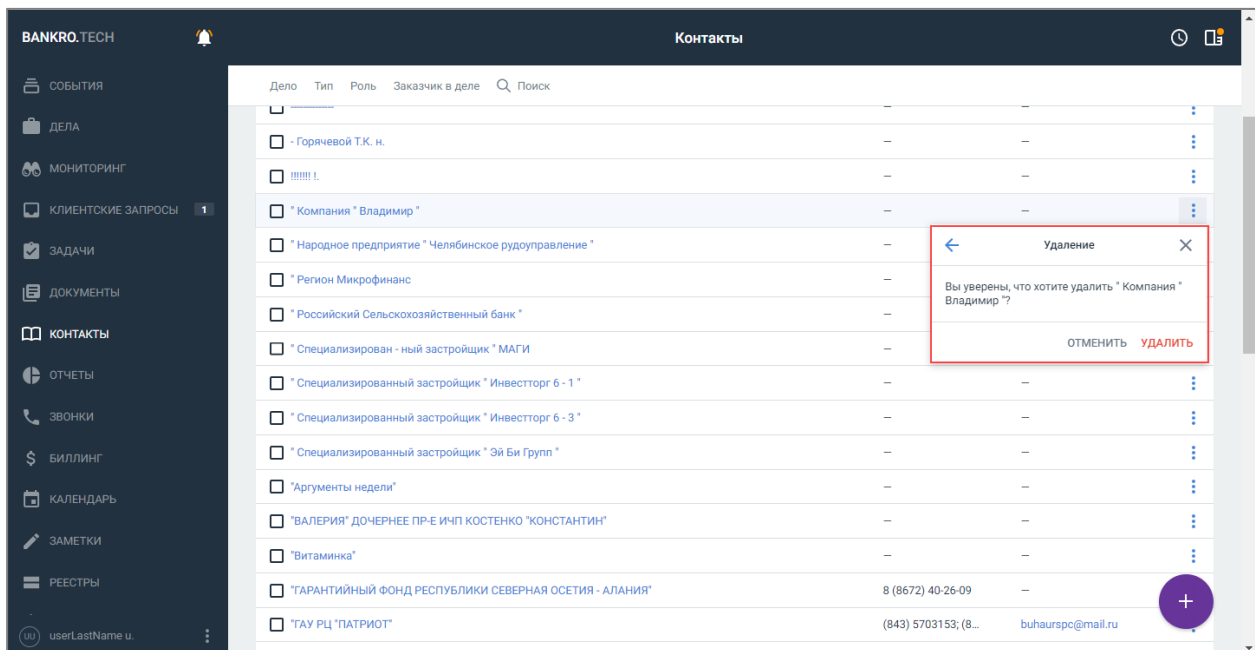 BANKRO.TECH
Контакты
СОБЫТИЯ
Дело Тип Роль Заказчик в деле Поиск
ДЕЛА
– –
- Горячевой Т.К. н. – –
МОНИТОРИНГ
!!!!!!! !. – –
КЛИЕНТСКИЕ ЗАПРОСЫ 1
" Компания " Владимир " – –
ЗАДАЧИ
" Народное предприятие " Челябинское рудоуправление " –
Удаление
" Регион Микрофинанс –
Вы уверены, что хотите удалить " Компания "
Владимир "?
ДОКУМЕНТЫ
" Российский Сельскохозяйственный банк " –
КОНТАКТЫ
" Специализирован - ный застройщик " МАГИ –
ОТМЕНИТЬ УДАЛИТЬ
ОТЧЕТЫ
" Специализированный застройщик " Инвестторг 6 - 1 " – –
ЗВОНКИ
" Специализированный застройщик " Инвестторг 6 - 3 " – –
БИЛЛИНГ
" Специализированный застройщик " Эй Би Групп " – –
"Аргументы недели" – –
КАЛЕНДАРЬ
"ВАЛЕРИЯ" ДОЧЕРНЕЕ ПР-Е ИЧП КОСТЕНКО "КОНСТАНТИН" – –
ЗАМЕТКИ
"Витаминка" – –
РЕЕСТРЫ
"ГАРАНТИЙНЫЙ ФОНД РЕСПУБЛИКИ СЕВЕРНАЯ ОСЕТИЯ - АЛАНИЯ" 8 (8672) 40-26-09 –
"ГАУ РЦ "ПАТРИОТ" (843) 5703153; (8... buhaurspc@mail.ru
UU userLastName u.